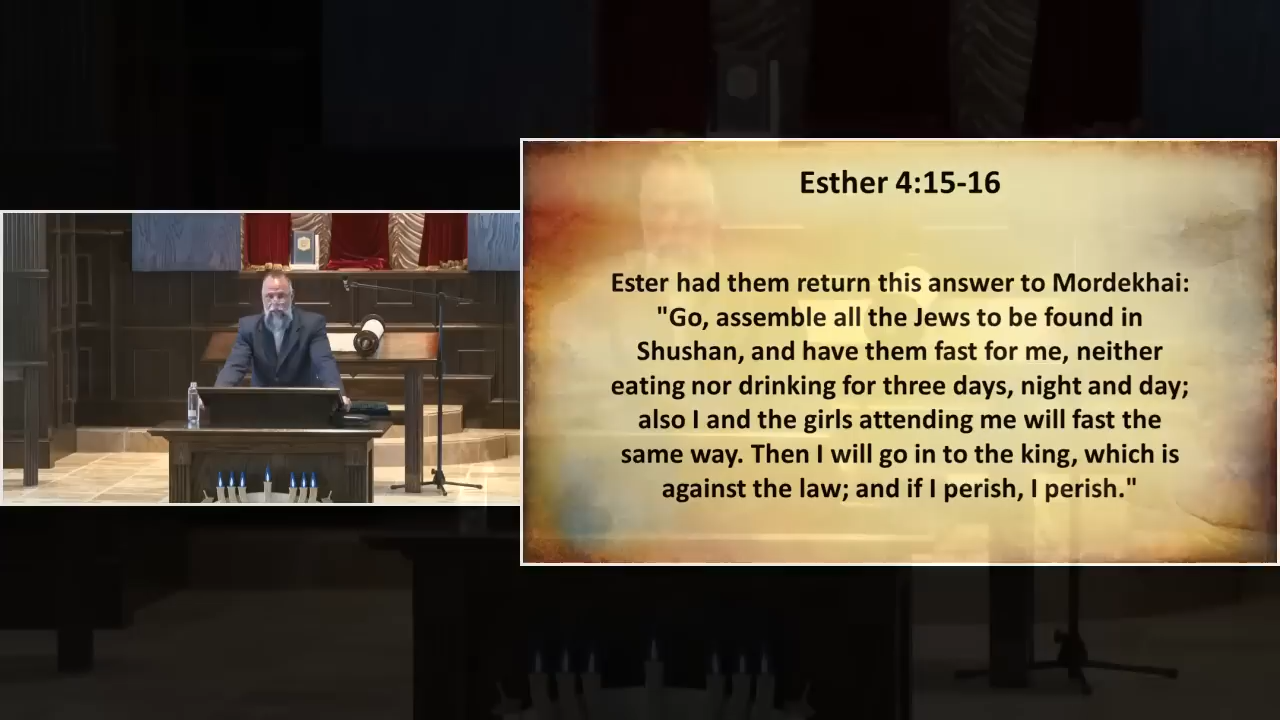 Esther 4:15-16
Ester had them return this answer to Mordekhai:
"Go, assemble all the Jews to be found in
Shushan, and have them fast for me, neither
eating nor drinking for three days, night and day;
also I and the girls attending me will fast the
same way. Then I will go in to the king, which is
against the law; and if I perish, I perish."